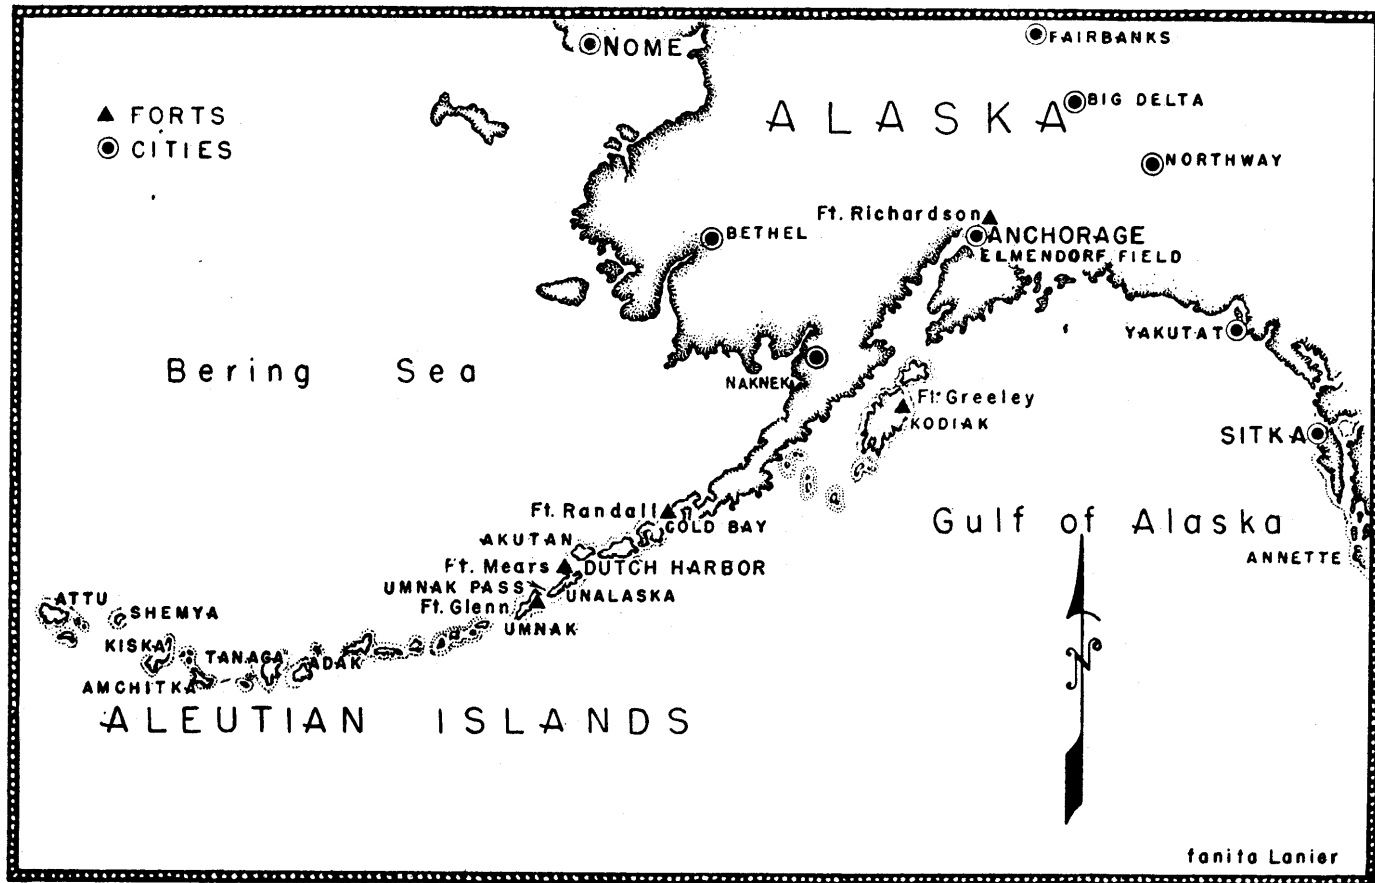 NOME
FAIRBANKS
FORTS
CITIES
ALASKA
BIG DELTA
NORTHWAY
Ft. Richardson
ANCHORAGE
ELMENDORF FIELD
BETHEL
YAKUTAT
Bering Sea
NAKNEK
Ft. Greeley
KODIAK
SITKA
Ft. Randall
COLD BAY
Gulf of Alaska
AKUTAN
ANNETTE
Ft. Mears
DUTCH HARBOR
UMNAK PASS
UNALASKA
Ft. Glenn
UMNAK
ATTU
SHEMYA
KISKA
TANAGA
ADAK
AMCHITKA
N
ALEUTIAN ISLANDS
fanita Lanier